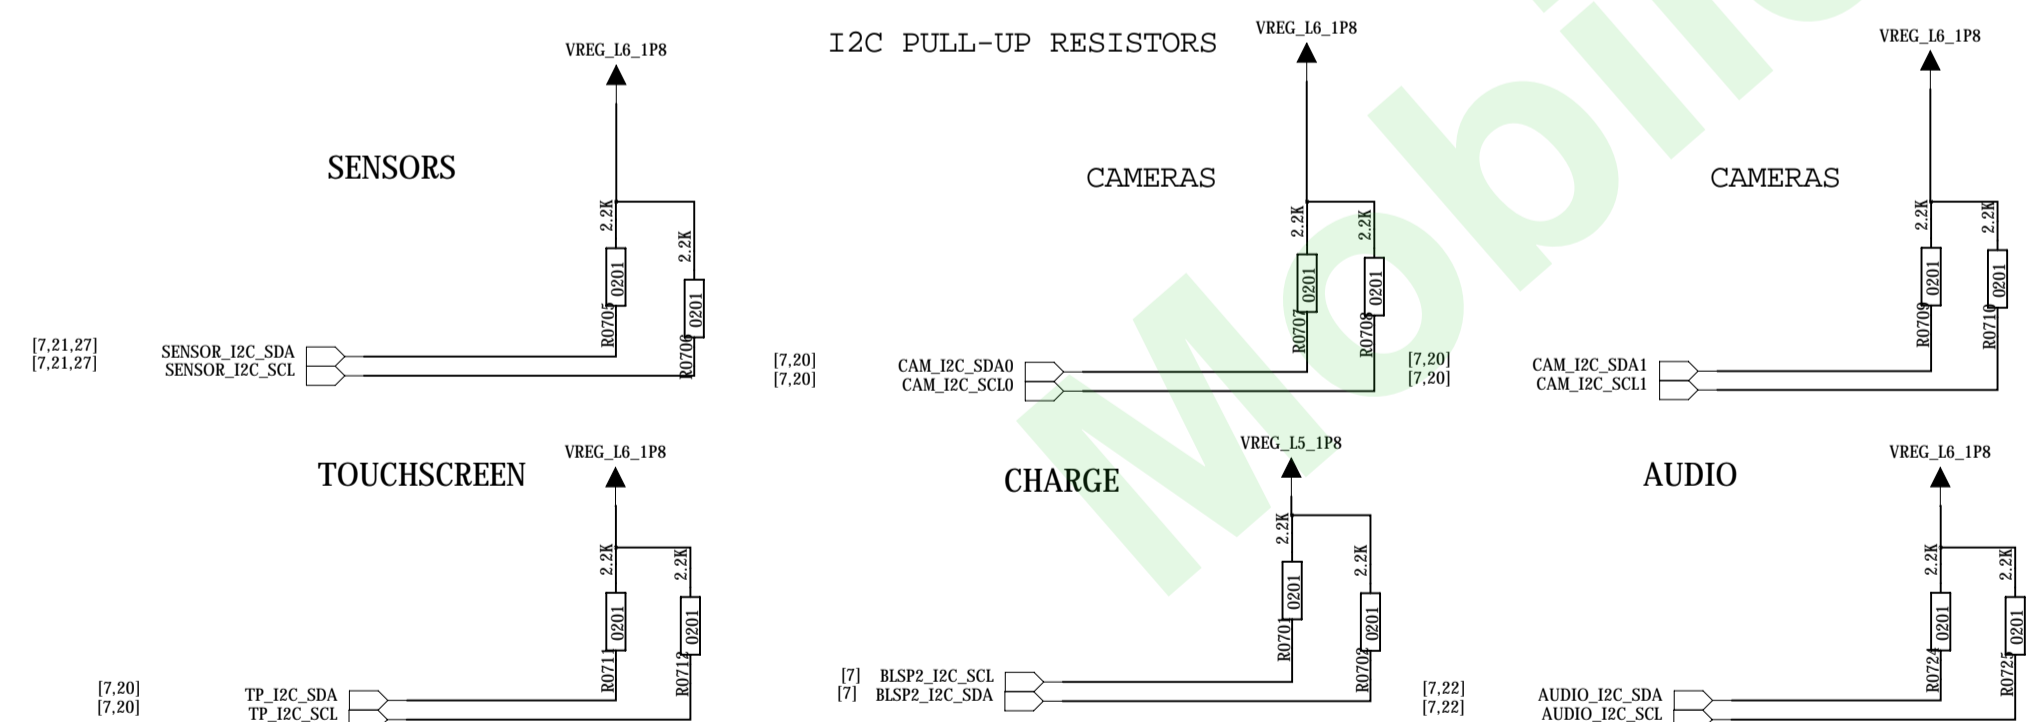 I2C PULL-UP RESISTORS
VREG_L6_1P8
SENSORS
2.2K
2.2K
0201
0201
R0705
R0706
[7,21,27]
[7,21,27]
SENSOR_I2C_SDA
SENSOR_I2C_SCL
VREG_L6_1P8
CAMERAS
2.2K
2.2K
0201
0201
R0707
R0708
[7,20]
[7,20]
CAM_I2C_SDA0
CAM_I2C_SCL0
VREG_L6_1P8
CAMERAS
2.2K
2.2K
0201
0201
R0709
R0710
[7,20]
[7,20]
CAM_I2C_SDA1
CAM_I2C_SCL1
VREG_L6_1P8
TOUCHSCREEN
2.2K
2.2K
0201
0201
R0711
R0712
[7,20]
[7,20]
TP_I2C_SDA
TP_I2C_SCL
VREG_L5_1P8
CHARGE
2.2K
2.2K
0201
0201
R0701
R0702
[7]
[7]
BLSP2_I2C_SCL
BLSP2_I2C_SDA
VREG_L6_1P8
AUDIO
2.2K
2.2K
0201
0201
R0724
R0725
[7,22]
[7,22]
AUDIO_I2C_SDA
AUDIO_I2C_SCL
Mobile